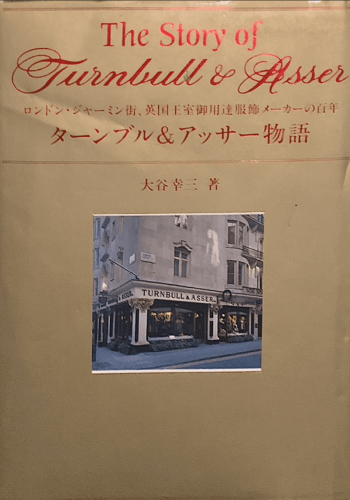 The Story of
Turnbull & Asser
ロンドン・ジャーミン街、英国王室御用達服飾メーカーの百年
ターンブル&アッサー物語
大谷幸三 著
TURNBULL & ASSER